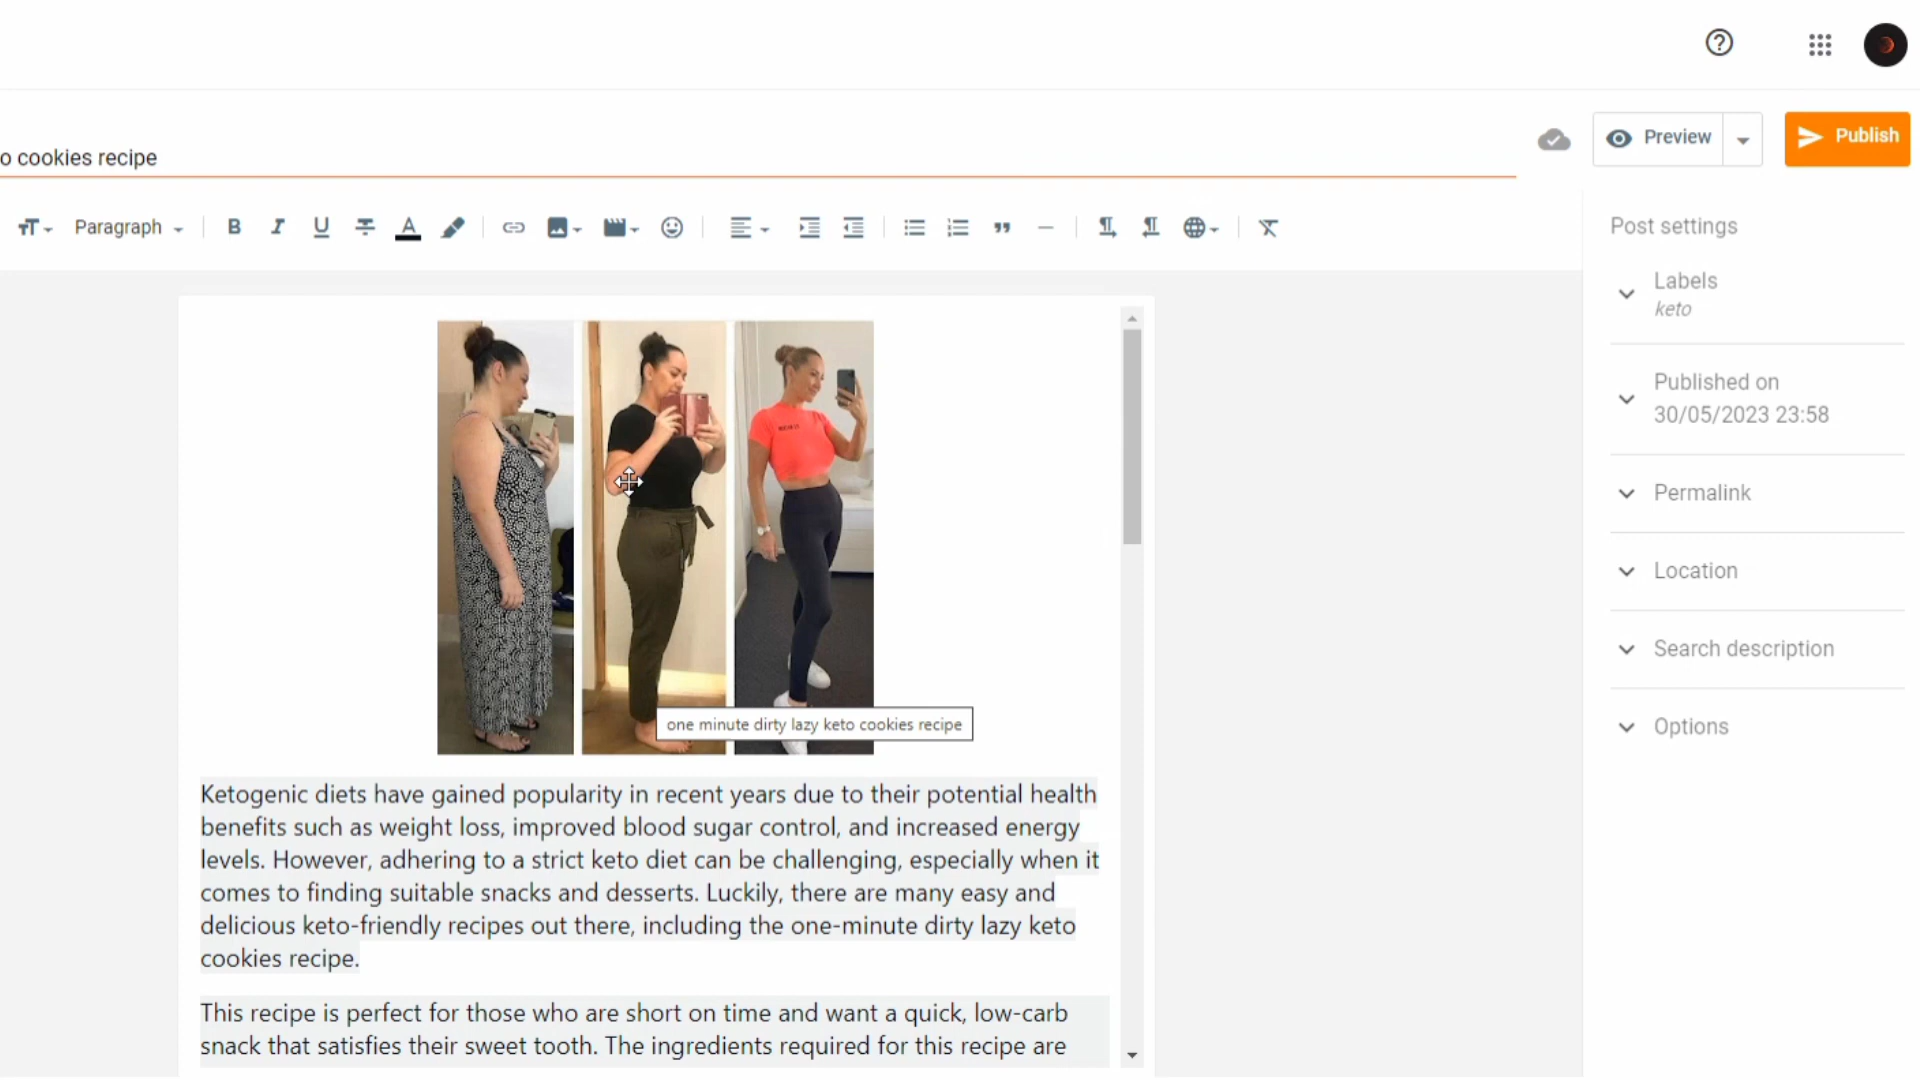 Preview
Publish
o cookies recipe
Paragraph
Post settings
Labels
keto
Published on
30/05/2023 23:58
Permalink
Location
Search description
Options
one minute dirty lazy keto cookies recipe
Ketogenic diets have gained popularity in recent years due to their potential health
benefits such as weight loss, improved blood sugar control, and increased energy
levels. However, adhering to a strict keto diet can be challenging, especially when it
comes to finding suitable snacks and desserts. Luckily, there are many easy and
delicious keto-friendly recipes out there, including the one-minute dirty lazy keto
cookies recipe.
This recipe is perfect for those who are short on time and want a quick, low-carb
snack that satisfies their sweet tooth. The ingredients required for this recipe are